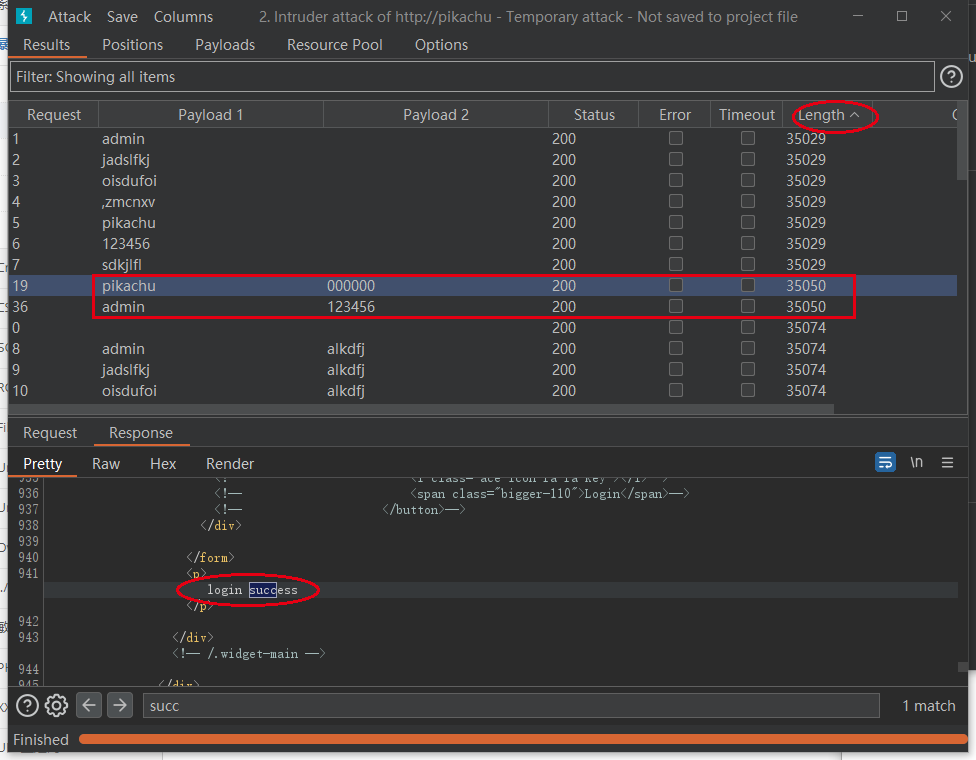 Attack Save Columns 2. Intruder attack of http://pikachu - Temporary attack - Not saved to project file
Results Positions Payloads Resource Pool Options
Filter: Showing all items
Request Payload 1 Payload 2 Status Error Timeout Length
1 admin 200 35029
2 jadslfkj 200 35029
3 oisdufoi 200 35029
4 ,zmcnxv 200 35029
5 pikachu 200 35029
6 123456 200 35029
7 sdkjlfl 200 35029
19 pikachu 000000 200 35050
36 admin 123456 200 35050
0 200 35074
8 admin alkdfj 200 35074
9 jadslfkj alkdfj 200 35074
10 oisdufoi alkdfj 200 35074
Request Response
Pretty Raw Hex Render \n
935
936 <!-- <span class="bigger-110">Login</span>-->
937 <!-- </button>-->
938 </div>
939
940 </form>
941 <p>
login success
</p>
942
943 </div>
<!-- /.widget-main -->
944
945 </div>
succ 1 match
Finished